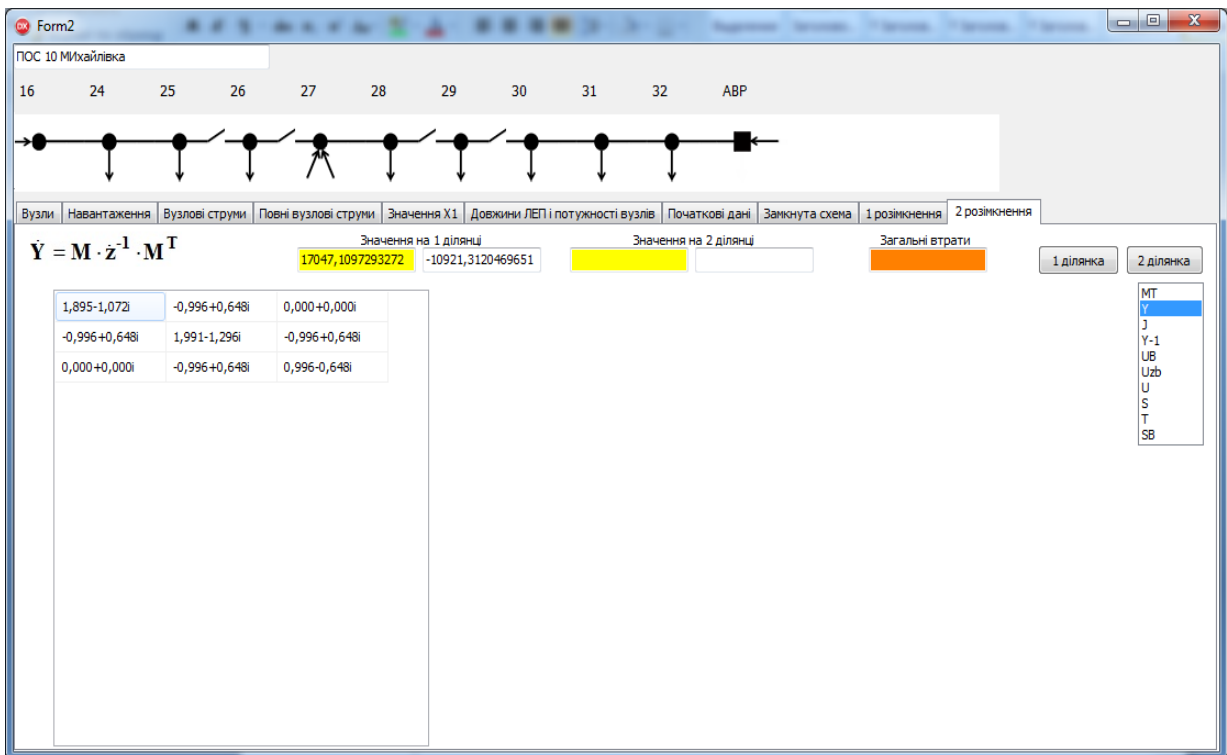 Form2
ПОС 10 МИхайлівка
16 24 25 26 27 28 29 30 31 32 АВР
Вузли Навантаження Вузлові струми Повні вузлові струми Значення X1 Довжини ЛЕП і потужності вузлів Початкові дані Замкнута схема 1 розімкнення 2 розімкнення
Ẏ = M · ż⁻¹ · Mᵀ
Значення на 1 ділянці Значення на 2 ділянці Загальні втрати
17047,1097293272 -10921,3120469651
1 ділянка 2 ділянка
1,895-1,072i -0,996+0,648i 0,000+0,000i
-0,996+0,648i 1,991-1,296i -0,996+0,648i
0,000+0,000i -0,996+0,648i 0,996-0,648i
MT
Y
J
Y-1
UB
Uzb
U
S
T
SB